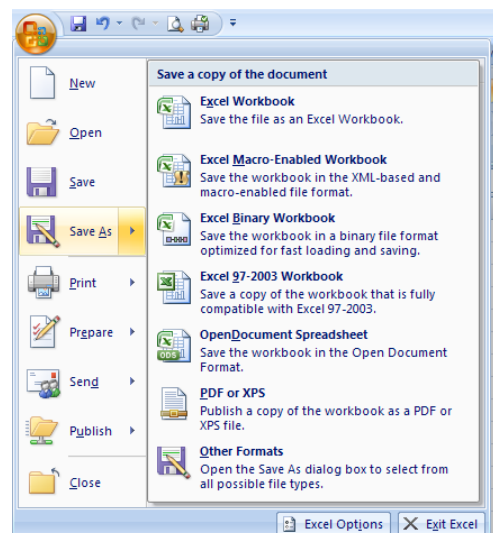 New
Open
Save
Save As
Print
Prepare
Send
Publish
Close
Save a copy of the document
Excel Workbook
Save the file as an Excel Workbook.
Excel Macro-Enabled Workbook
Save the workbook in the XML-based and
macro-enabled file format.
Excel Binary Workbook
Save the workbook in a binary file format
optimized for fast loading and saving.
Excel 97-2003 Workbook
Save a copy of the workbook that is fully
compatible with Excel 97-2003.
OpenDocument Spreadsheet
Save the workbook in the Open Document
Format.
ODS
PDF or XPS
Publish a copy of the workbook as a PDF or
XPS file.
Other Formats
Open the Save As dialog box to select from
all possible file types.
Excel Options
Exit Excel